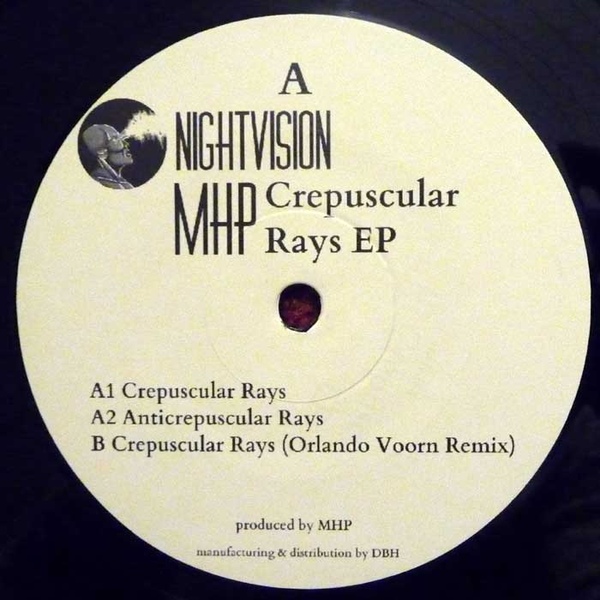 A
NIGHTVISION
MHP Crepuscular
Rays EP
A1 Crepuscular Rays
A2 Anticrepuscular Rays
B Crepuscular Rays (Orlando Voorn Remix)
produced by MHP
manufacturing & distribution by DBH